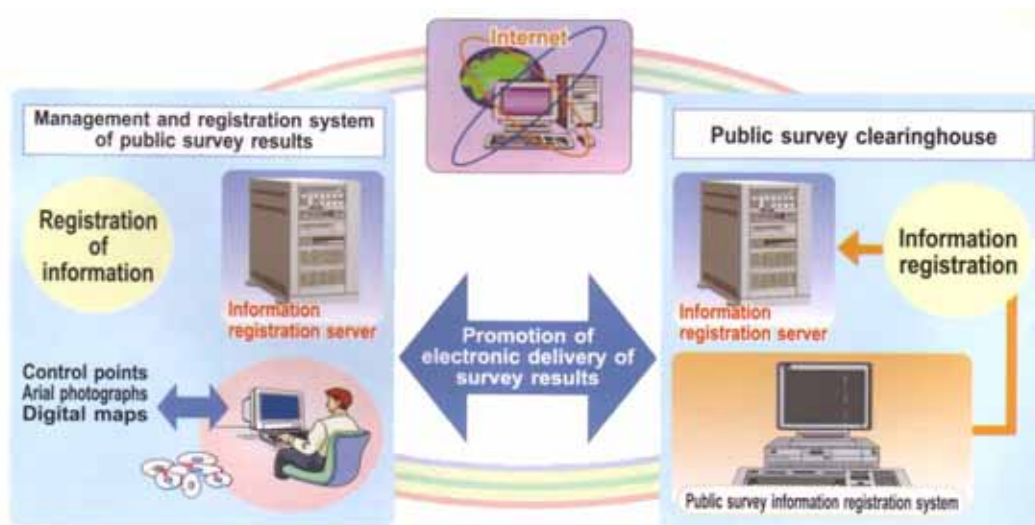 Internet
Management and registration system
of public survey results
Registration
of
information
Information
registration server
Control points
Arial photographs
Digital maps
Promotion of
electronic delivery of
survey results
Public survey clearinghouse
Information
registration
Information
registration server
Public survey information registration system